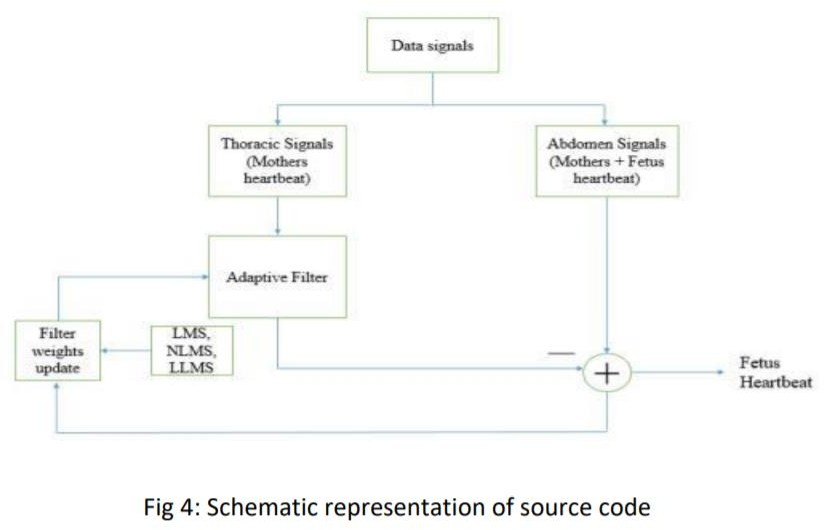 Data signals
Thoracic Signals
(Mothers
heartbeat)
Abdomen Signals
(Mothers + Fetus
heartbeat)
Adaptive Filter
Filter
weights
update
LMS,
NLMS,
LLMS
—
+
Fetus
Heartbeat
Fig 4: Schematic representation of source code